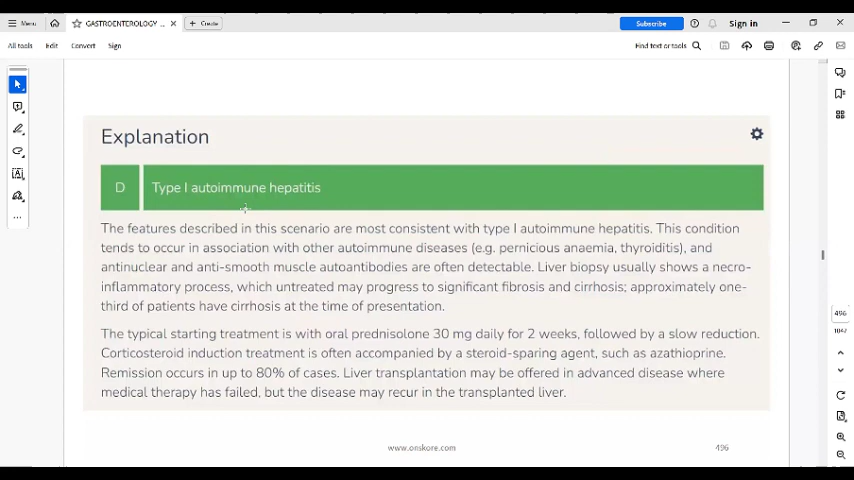 Menu GASTROENTEROLOGY ... Create Subscribe Sign in
All tools Edit Convert Sign Find text or tools
Explanation
D Type I autoimmune hepatitis
The features described in this scenario are most consistent with type I autoimmune hepatitis. This condition
tends to occur in association with other autoimmune diseases (e.g. pernicious anaemia, thyroiditis), and
antinuclear and anti-smooth muscle autoantibodies are often detectable. Liver biopsy usually shows a necro-
inflammatory process, which untreated may progress to significant fibrosis and cirrhosis; approximately one-
third of patients have cirrhosis at the time of presentation.
The typical starting treatment is with oral prednisolone 30 mg daily for 2 weeks, followed by a slow reduction.
Corticosteroid induction treatment is often accompanied by a steroid-sparing agent, such as azathioprine.
Remission occurs in up to 80% of cases. Liver transplantation may be offered in advanced disease where
medical therapy has failed, but the disease may recur in the transplanted liver.
www.onskore.com 496
496